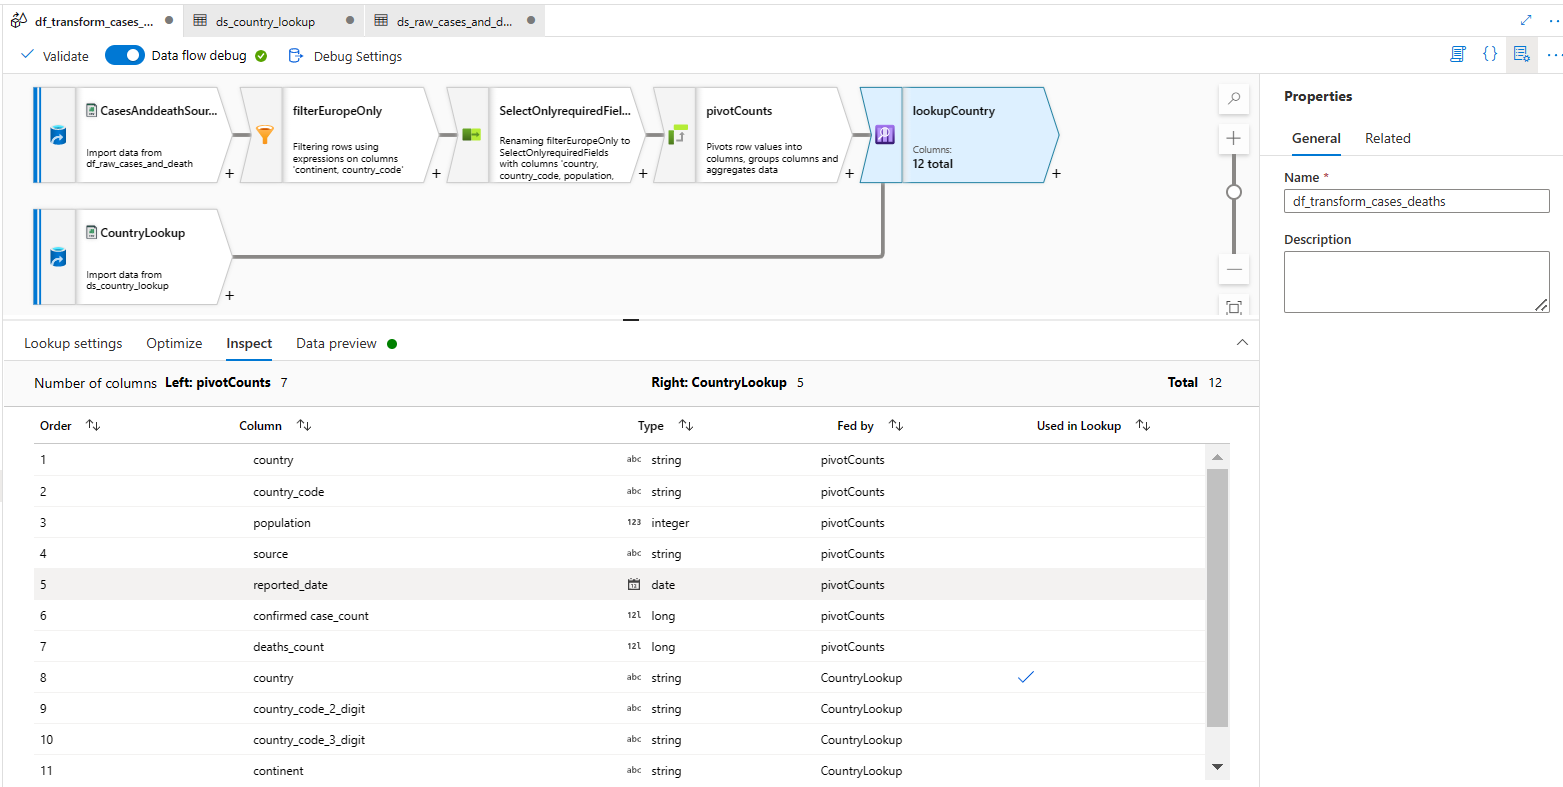 df_transform_cases_...
ds_country_lookup
ds_raw_cases_and_d...
Validate
Data flow debug
Debug Settings
{}
CasesAnddeathSour...
Import data from
df_raw_cases_and_death
+
filterEuropeOnly
Filtering rows using
expressions on columns
'continent, country_code'
+
SelectOnlyrequiredFiel...
Renaming filterEuropeOnly to
SelectOnlyrequiredFields
with columns 'country,
country_code, population,
+
pivotCounts
Pivots row values into
columns, groups columns and
aggregates data
+
lookupCountry
Columns:
12 total
+
CountryLookup
Import data from
ds_country_lookup
+
Properties
General Related
Name *
df_transform_cases_deaths
Description
Lookup settings Optimize Inspect Data preview
Number of columns Left: pivotCounts 7 Right: CountryLookup 5 Total 12
Order Column Type Fed by Used in Lookup
1 country abc string pivotCounts
2 country_code abc string pivotCounts
3 population 123 integer pivotCounts
4 source abc string pivotCounts
5 reported_date date pivotCounts
6 confirmed case_count 12l long pivotCounts
7 deaths_count 12l long pivotCounts
8 country abc string CountryLookup
9 country_code_2_digit abc string CountryLookup
10 country_code_3_digit abc string CountryLookup
11 continent abc string CountryLookup